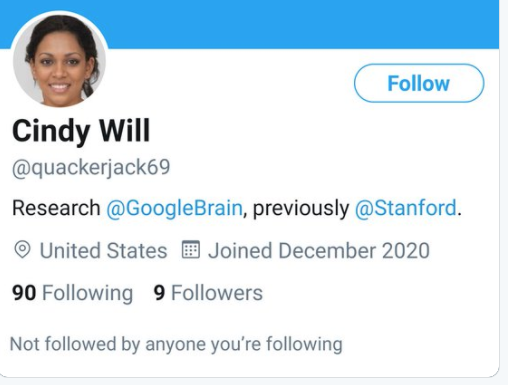 Follow
Cindy Will
@quackerjack69
Research @GoogleBrain, previously @Stanford.
United States Joined December 2020
90 Following 9 Followers
Not followed by anyone you’re following